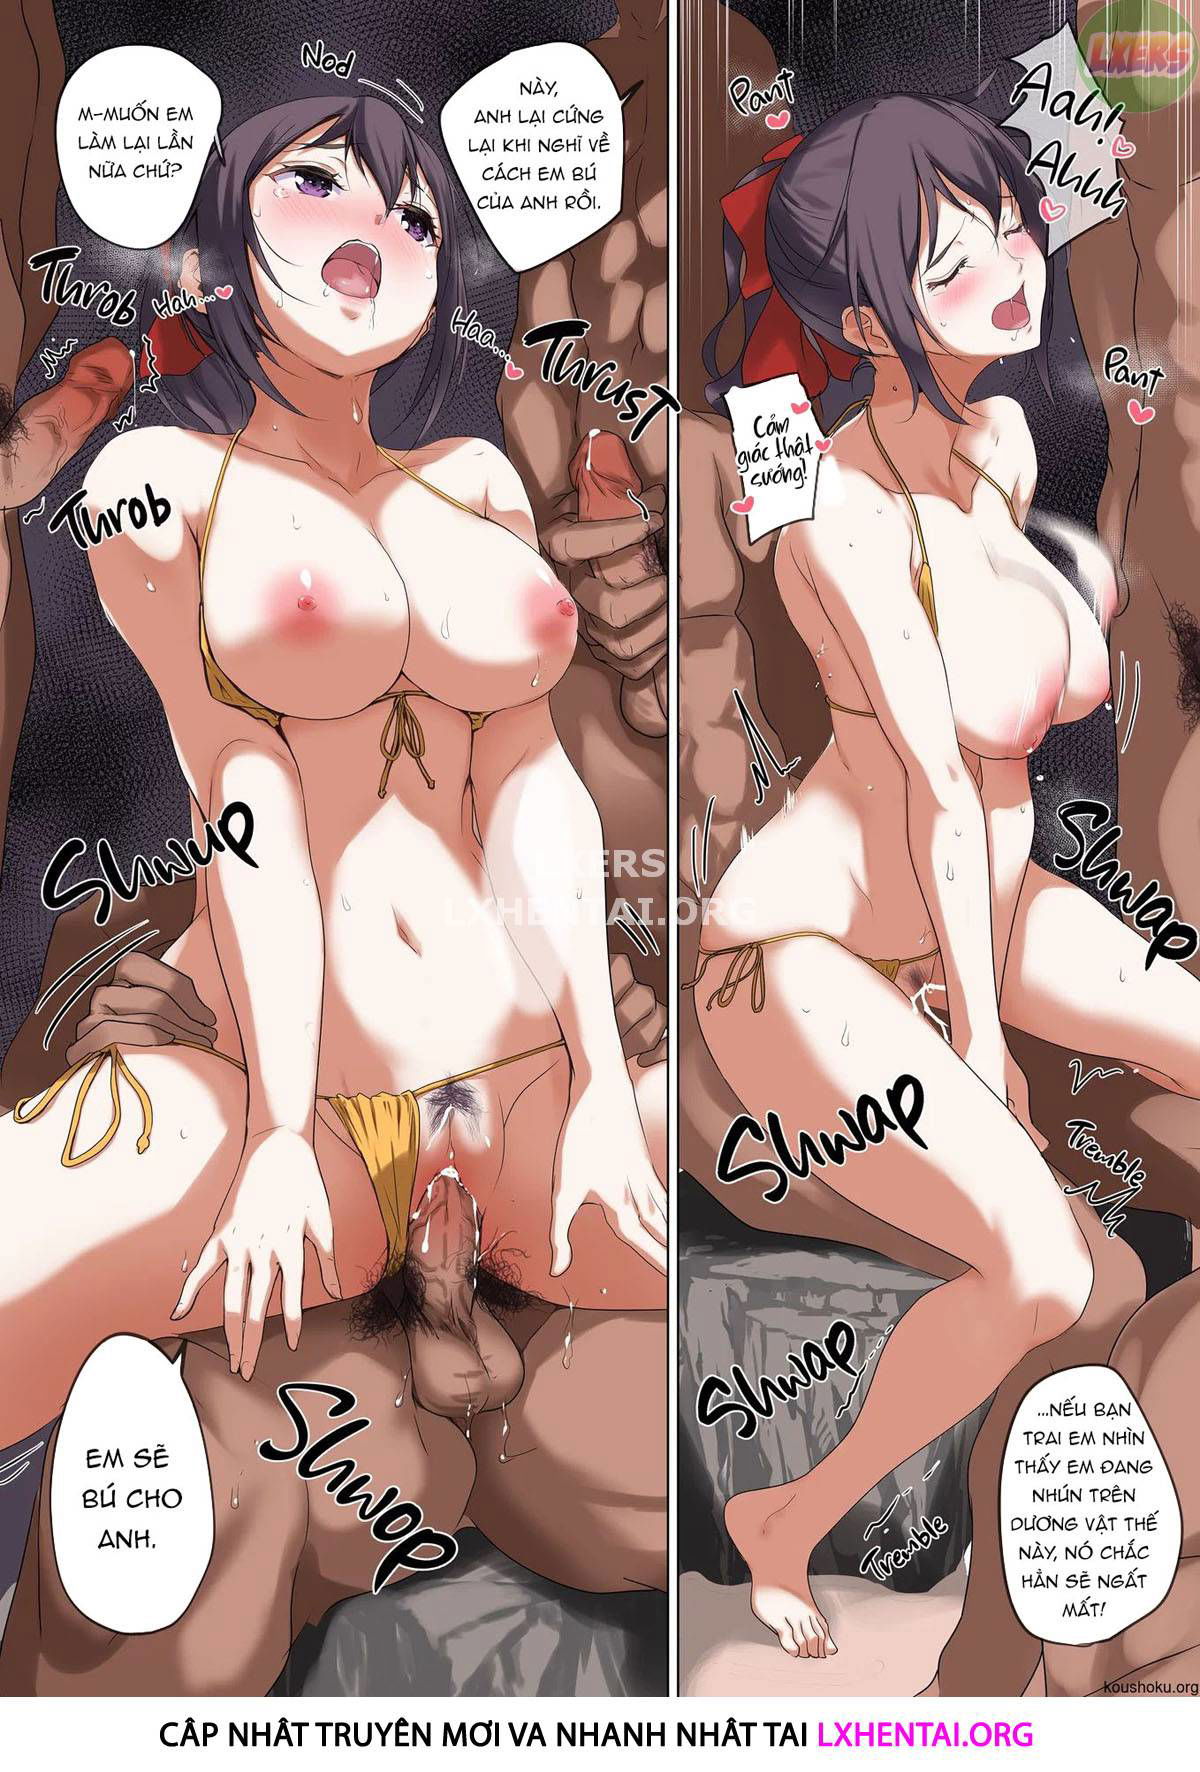 LXERS
M-MUỐN EM
LÀM LẠI LẦN
NỮA CHỨ?
Nod
NÀY,
ANH LẠI CỨNG
LẠI KHI NGHĨ VỀ
CÁCH EM BÚ
CỦA ANH RỒI.
Throb
Hah...
Haa...
Thrust
Throb
Shwup
EM SẼ
BÚ CHO
ANH.
Shwop
Pant
Aah!
Ahhh
Pant
Cảm
giác thật
sướng!
Shwap
Shwap
Tremble
Shwap
Tremble
...NẾU BẠN
TRAI EM NHÌN
THẤY EM ĐANG
NHÚN TRÊN
DƯƠNG VẬT THẾ
NÀY, NÓ CHẮC
HẲN SẼ NGẤT
MẤT!
LXERS
LXHENTAI.ORG
koushoku.org
CẬP NHẬT TRUYỆN MỚI VÀ NHANH NHẤT TẠI LXHENTAI.ORG